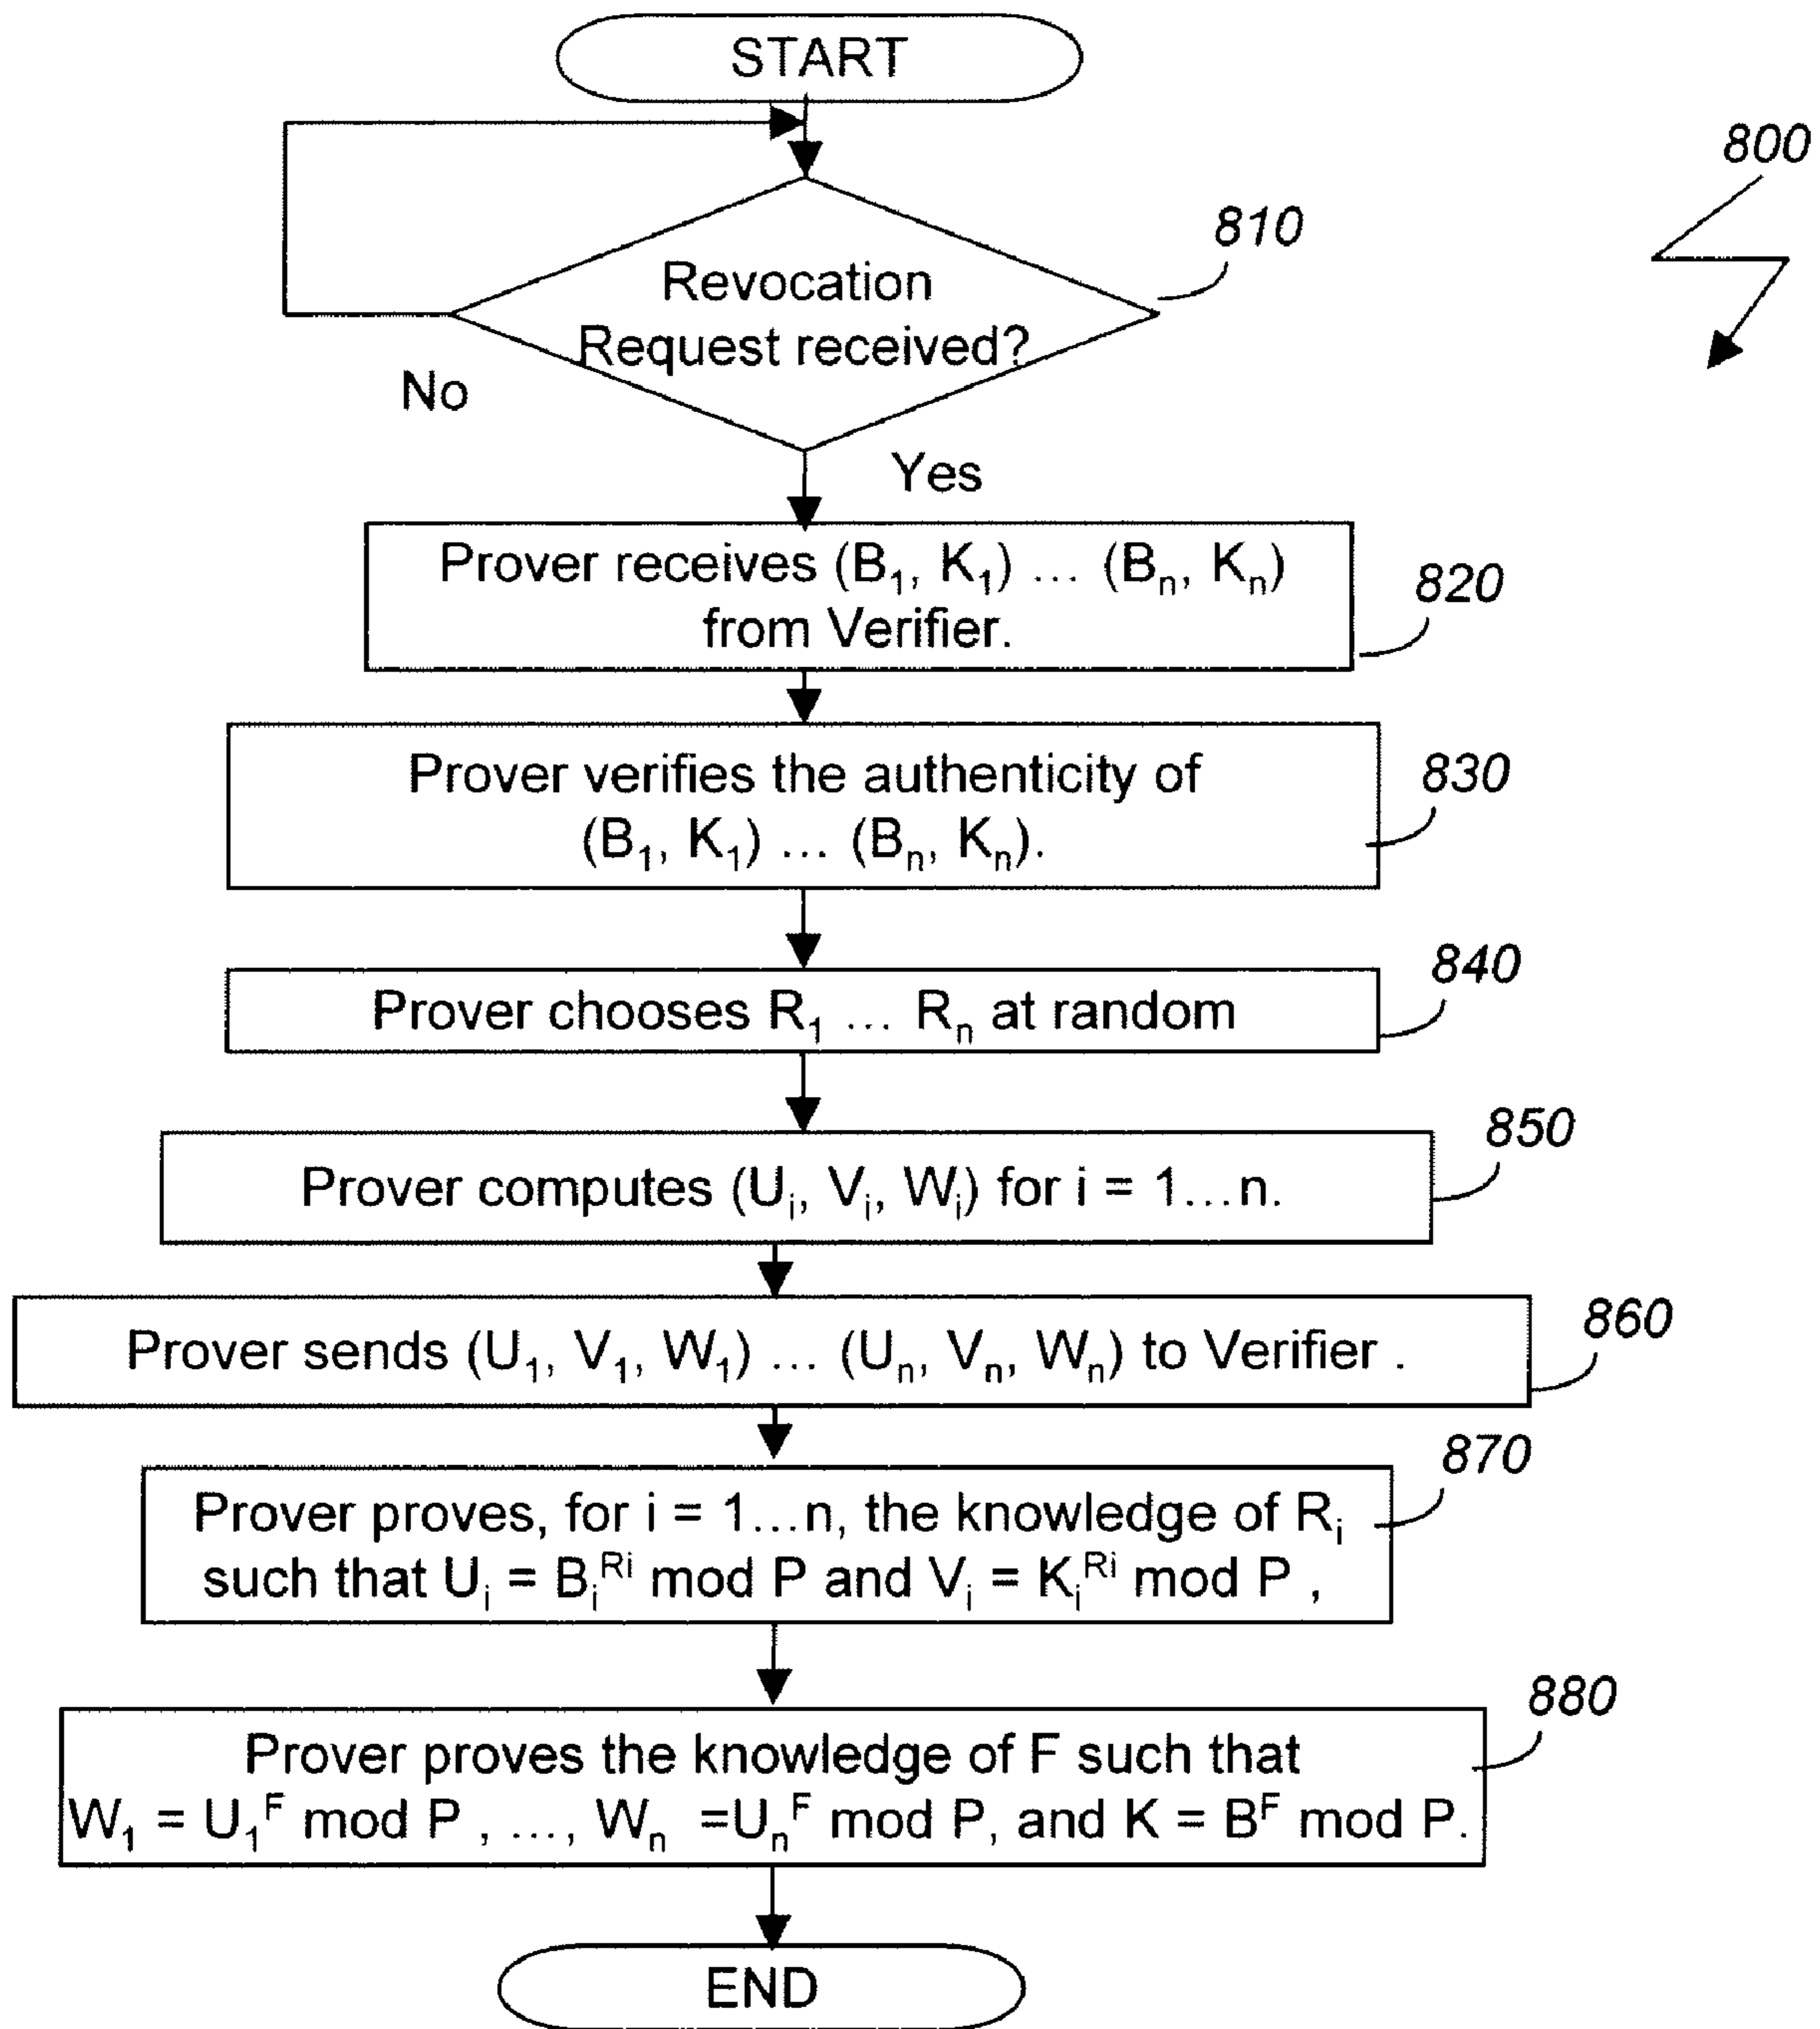 START
800
810
Revocation
Request received?
No
Yes
Prover receives (B₁, K₁) ... (Bₙ, Kₙ)
from Verifier.
820
Prover verifies the authenticity of
(B₁, K₁) ... (Bₙ, Kₙ).
830
Prover chooses R₁ ... Rₙ at random
840
Prover computes (Uᵢ, Vᵢ, Wᵢ) for i = 1...n.
850
Prover sends (U₁, V₁, W₁) ... (Uₙ, Vₙ, Wₙ) to Verifier .
860
Prover proves, for i = 1...n, the knowledge of Rᵢ
such that Uᵢ = Bᵢ^Ri mod P and Vᵢ = Kᵢ^Ri mod P ,
870
Prover proves the knowledge of F such that
W₁ = U₁^F mod P , ..., Wₙ =Uₙ^F mod P, and K = B^F mod P.
880
END